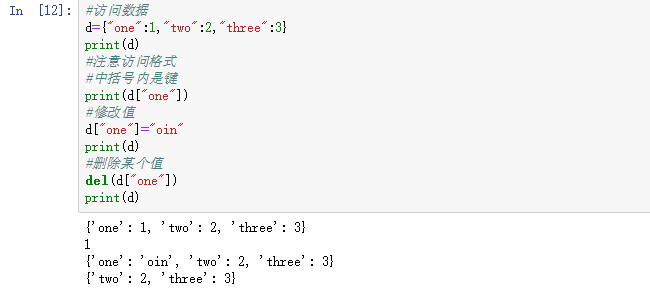 In [12]: #访问数据
d={"one":1,"two":2,"three":3}
print(d)
#注意访问格式
#中括号内是键
print(d["one"])
#修改值
d["one"]="oin"
print(d)
#删除某个值
del(d["one"])
print(d)
{'one': 1, 'two': 2, 'three': 3}
1
{'one': 'oin', 'two': 2, 'three': 3}
{'two': 2, 'three': 3}